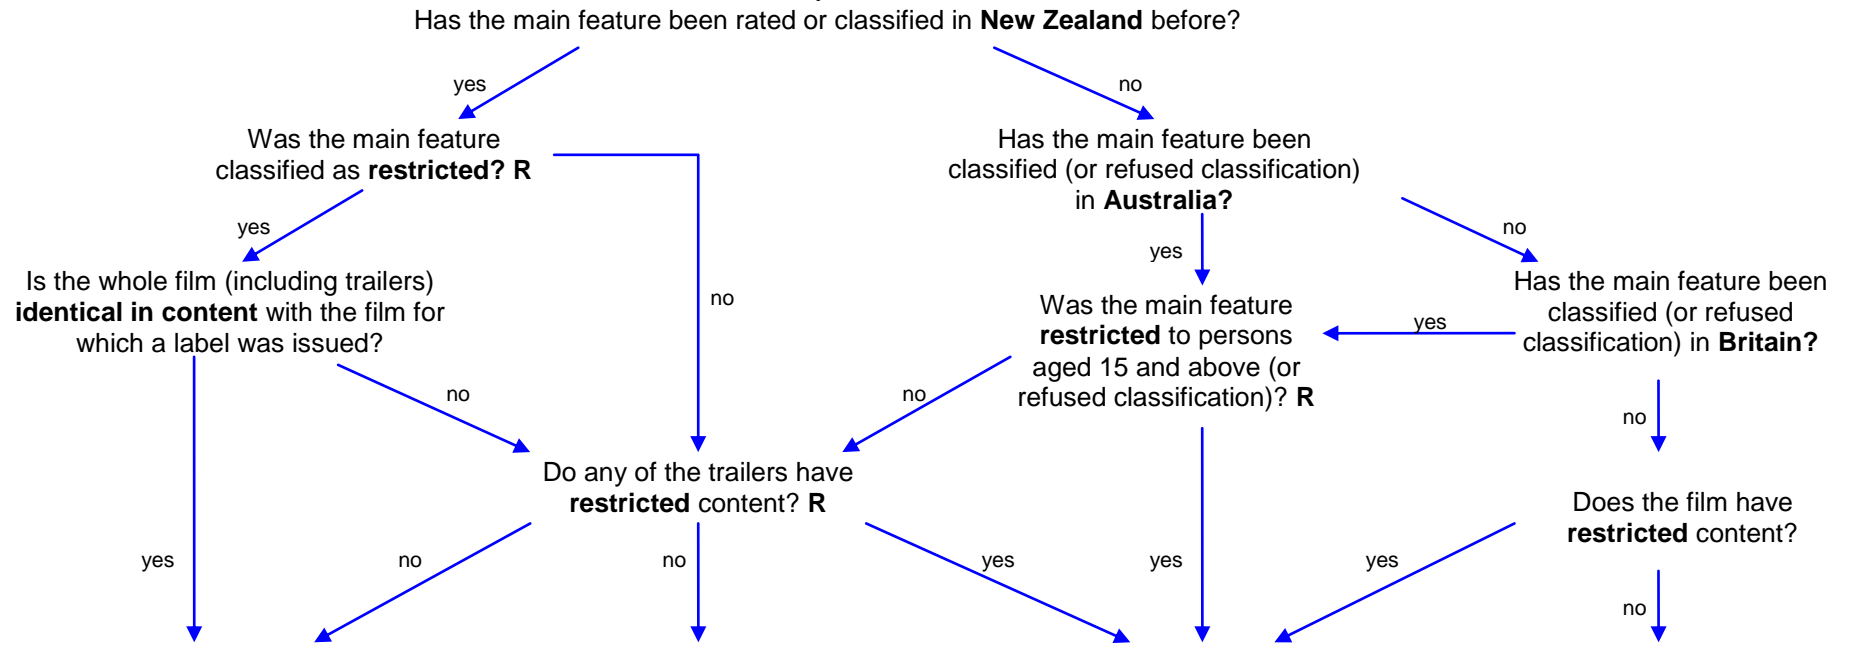 Has the main feature been rated or classified in New Zealand before?
yes
no
Was the main feature
classified as restricted? R
Has the main feature been
classified (or refused classification)
in Australia?
yes
no
yes
no
Is the whole film (including trailers)
identical in content with the film for
which a label was issued?
no
Was the main feature
restricted to persons
aged 15 and above (or
refused classification)? R
yes
Has the main feature been
classified (or refused
classification) in Britain?
no
no
no
Do any of the trailers have
restricted content? R
Does the film have
restricted content?
yes
no
no
yes
yes
yes
no